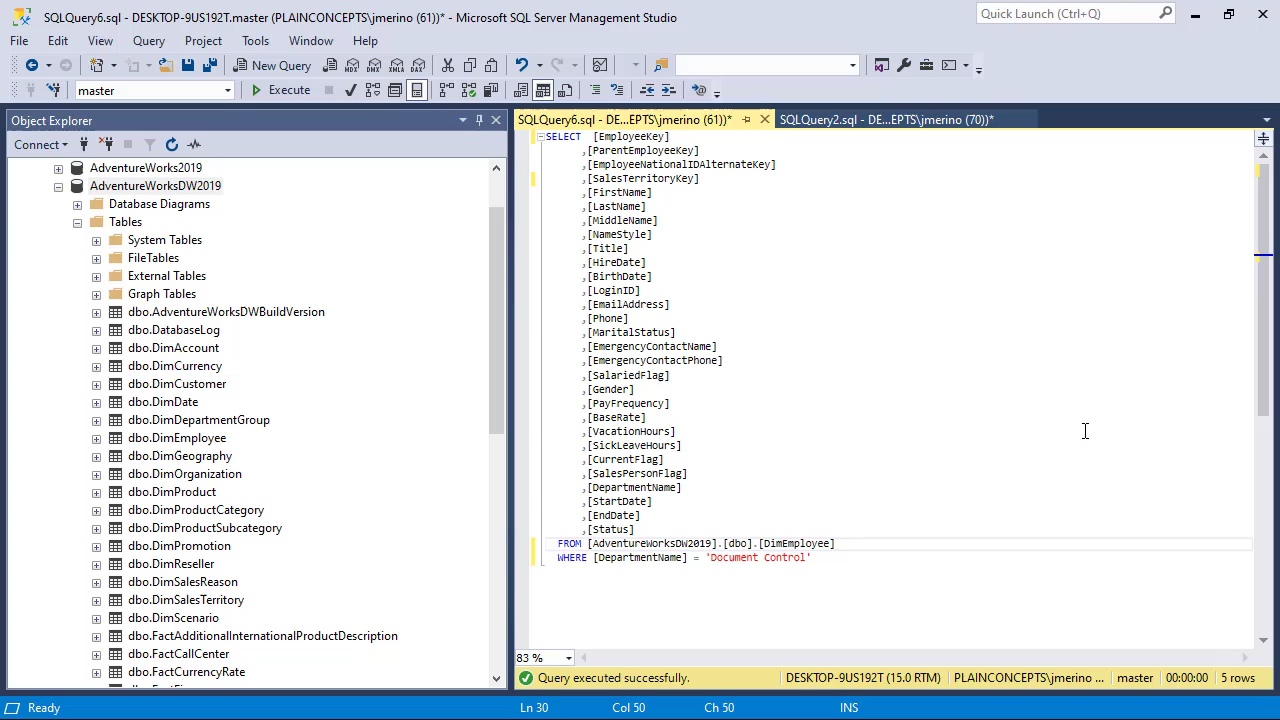 SQLQuery6.sql - DESKTOP-9US192T.master (PLAINCONCEPTS\jmerino (61))* - Microsoft SQL Server Management Studio
Quick Launch (Ctrl+Q)
File Edit View Query Project Tools Window Help
New Query MDX DMX XMLA DAX
master Execute
Object Explorer
SQLQuery6.sql - DE...EPTS\jmerino (61))* SQLQuery2.sql - DE...EPTS\jmerino (70))*
Connect
AdventureWorks2019
AdventureWorksDW2019
Database Diagrams
Tables
System Tables
FileTables
External Tables
Graph Tables
dbo.AdventureWorksDWBuildVersion
dbo.DatabaseLog
dbo.DimAccount
dbo.DimCurrency
dbo.DimCustomer
dbo.DimDate
dbo.DimDepartmentGroup
dbo.DimEmployee
dbo.DimGeography
dbo.DimOrganization
dbo.DimProduct
dbo.DimProductCategory
dbo.DimProductSubcategory
dbo.DimPromotion
dbo.DimReseller
dbo.DimSalesReason
dbo.DimSalesTerritory
dbo.DimScenario
dbo.FactAdditionalInternationalProductDescription
dbo.FactCallCenter
dbo.FactCurrencyRate
SELECT [EmployeeKey]
,[ParentEmployeeKey]
,[EmployeeNationalIDAlternateKey]
,[SalesTerritoryKey]
,[FirstName]
,[LastName]
,[MiddleName]
,[NameStyle]
,[Title]
,[HireDate]
,[BirthDate]
,[LoginID]
,[EmailAddress]
,[Phone]
,[MaritalStatus]
,[EmergencyContactName]
,[EmergencyContactPhone]
,[SalariedFlag]
,[Gender]
,[PayFrequency]
,[BaseRate]
,[VacationHours]
,[SickLeaveHours]
,[CurrentFlag]
,[SalesPersonFlag]
,[DepartmentName]
,[StartDate]
,[EndDate]
,[Status]
FROM [AdventureWorksDW2019].[dbo].[DimEmployee]
WHERE [DepartmentName] = 'Document Control'
83 %
Query executed successfully. DESKTOP-9US192T (15.0 RTM) PLAINCONCEPTS\jmerino ... master 00:00:00 5 rows
Ready Ln 30 Col 50 Ch 50 INS